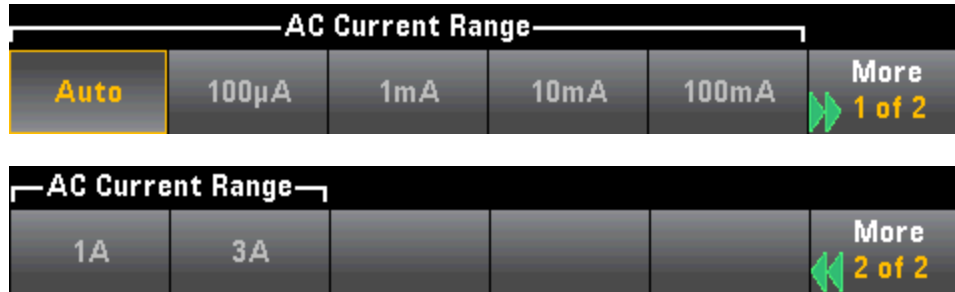 AC Current Range
Auto 100µA 1mA 10mA 100mA More
1 of 2
AC Current Range
1A 3A More
2 of 2